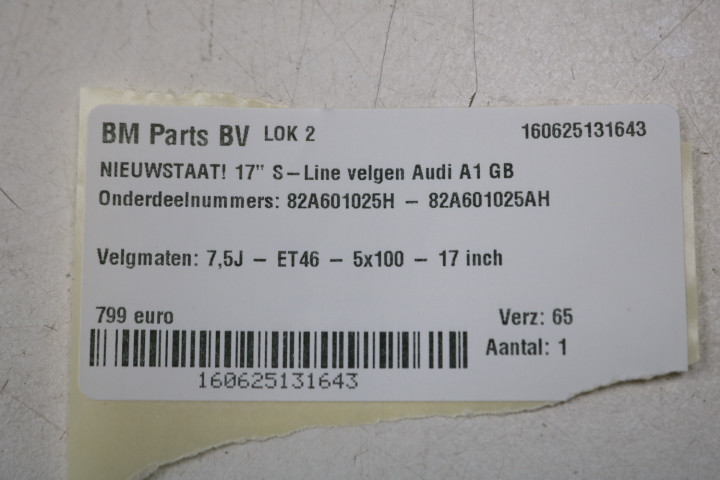 BM Parts BV LOK 2 160625131643
NIEUWSTAAT! 17" S-Line velgen Audi A1 GB
Onderdeelnummers: 82A601025H - 82A601025AH
Velgmaten: 7,5J - ET46 - 5x100 - 17 inch
799 euro Verz: 65
Aantal: 1
160625131643